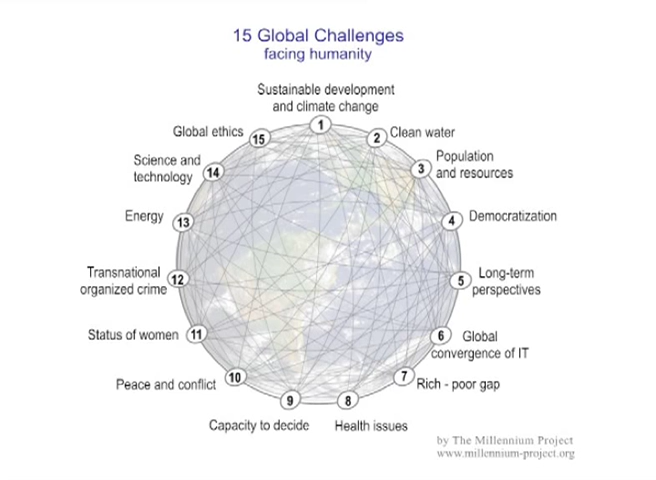 15 Global Challenges
facing humanity
Sustainable development
and climate change
1
2 Clean water
3 Population
and resources
4 Democratization
5 Long-term
perspectives
6 Global
convergence of IT
7 Rich - poor gap
8
Health issues
9
Capacity to decide
Peace and conflict 10
Status of women 11
Transnational
organized crime 12
Energy 13
Science and
technology 14
Global ethics 15
by The Millennium Project
www.millennium-project.org